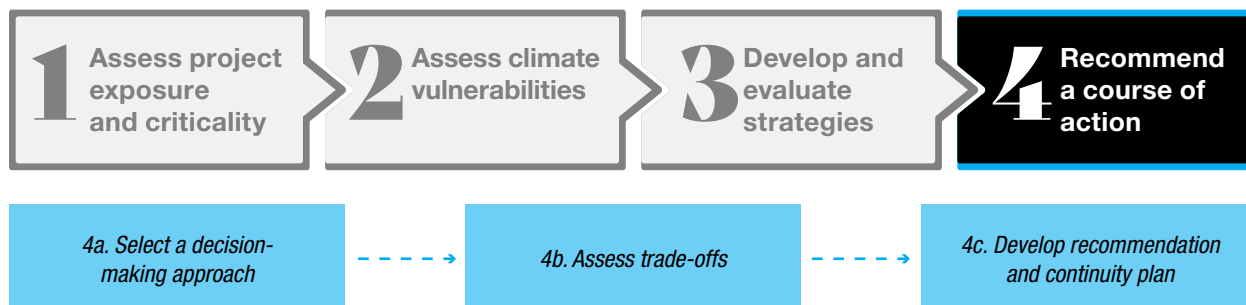 1
Assess project
exposure
and criticality
2
Assess climate
vulnerabilities
3
Develop and
evaluate
strategies
4
Recommend
a course of
action
4a. Select a decision-
making approach
4b. Assess trade-offs
4c. Develop recommendation
and continuity plan